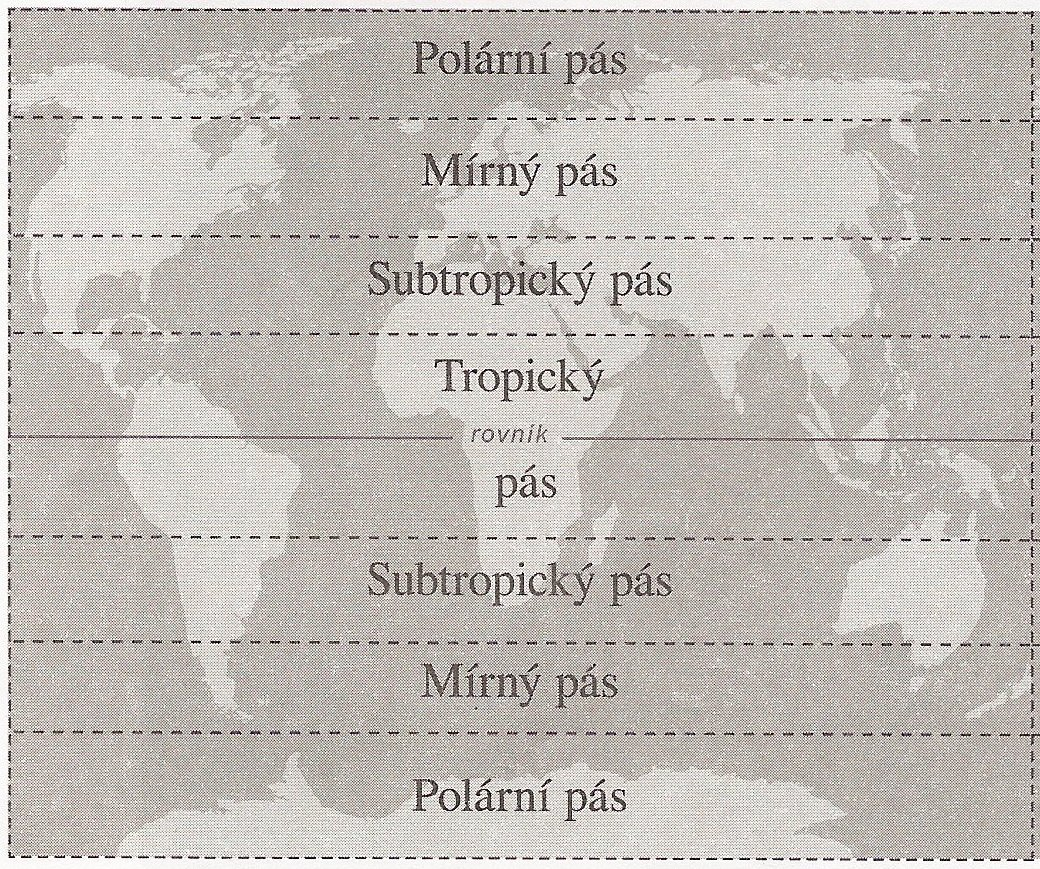 Polární pás
Mírný pás
Subtropický pás
Tropický
rovník
pás
Subtropický pás
Mírný pás
Polární pás